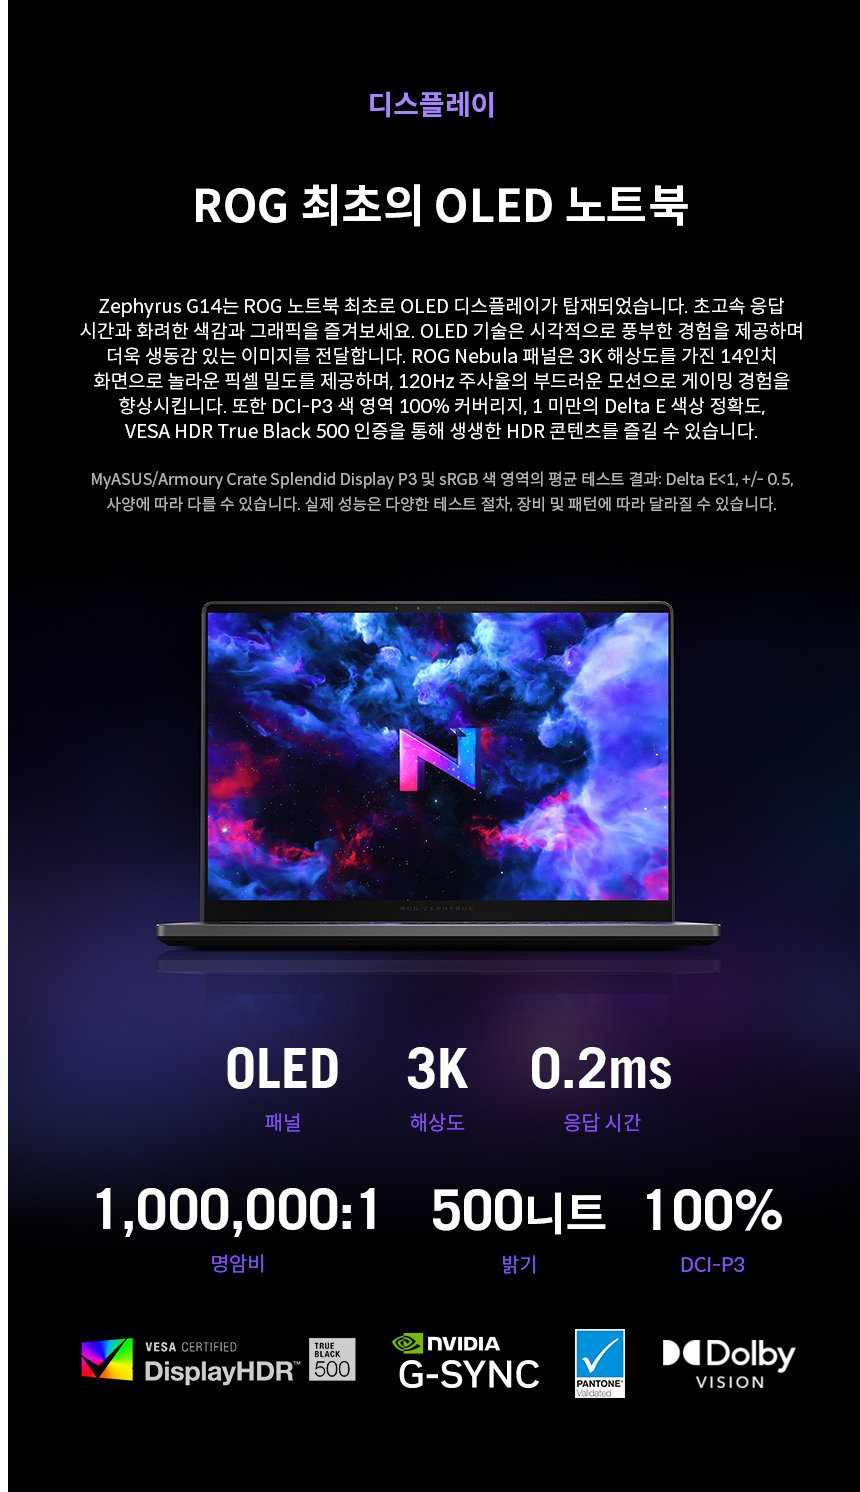 디스플레이
ROG 최초의 OLED 노트북
Zephyrus G14는 ROG 노트북 최초로 OLED 디스플레이가 탑재되었습니다. 초고속 응답
시간과 화려한 색감과 그래픽을 즐겨보세요. OLED 기술은 시각적으로 풍부한 경험을 제공하며
더욱 생동감 있는 이미지를 전달합니다. ROG Nebula 패널은 3K 해상도를 가진 14인치
화면으로 놀라운 픽셀 밀도를 제공하며, 120Hz 주사율의 부드러운 모션으로 게이밍 경험을
향상시킵니다. 또한 DCI-P3 색 영역 100% 커버리지, 1 미만의 Delta E 색상 정확도,
VESA HDR True Black 500 인증을 통해 생생한 HDR 콘텐츠를 즐길 수 있습니다.
MyASUS/Armoury Crate Splendid Display P3 및 sRGB 색 영역의 평균 테스트 결과: Delta E<1, +/- 0.5,
사양에 따라 다를 수 있습니다. 실제 성능은 다양한 테스트 절차, 장비 및 패턴에 따라 달라질 수 있습니다.
ROG ZEPHYRUS
OLED 3K 0.2ms
패널 해상도 응답 시간
1,000,000:1 500니트 100%
명암비 밝기 DCI-P3
VESA CERTIFIED
DisplayHDR™
TRUE
BLACK
500
NVIDIA
G-SYNC
PANTONE®
Validated
Dolby
VISION